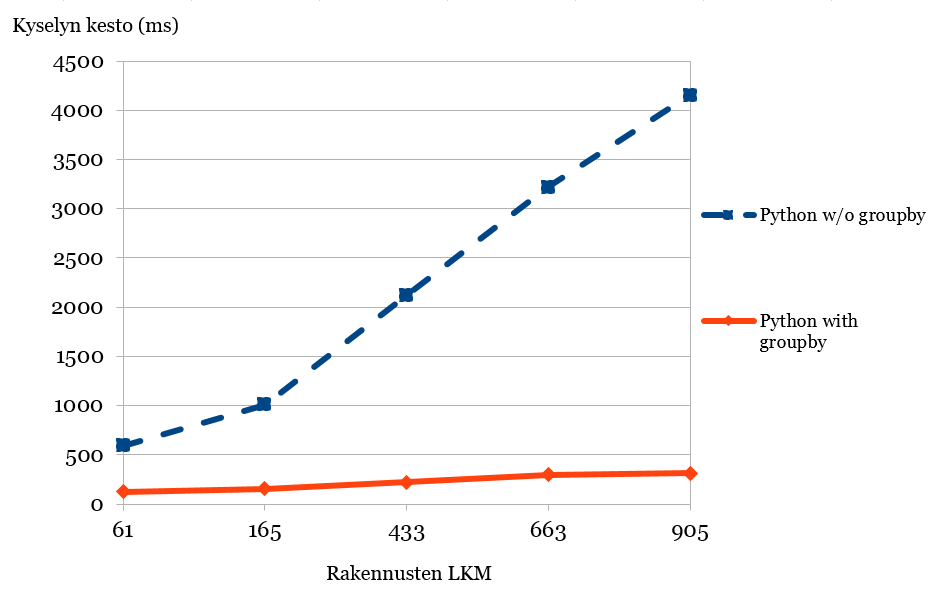 Kyselyn kesto (ms)
4500
4000
3500
3000
2500
2000
1500
1000
500
0
61 165 433 663 905
Rakennusten LKM
Python w/o groupby
Python with
groupby